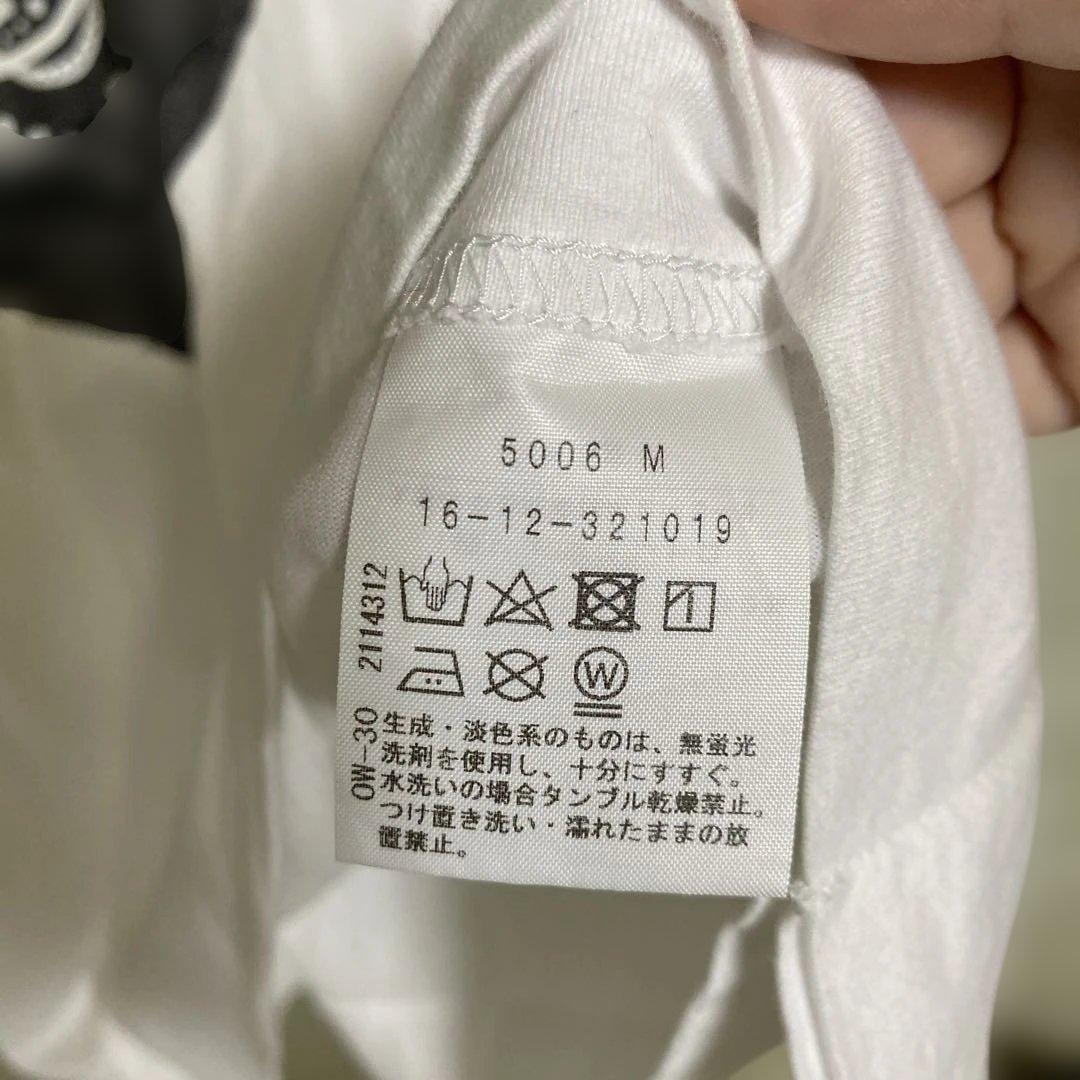 5006 M
16-12-321019
2114312
W
OW-30
生成・淡色系のものは、無蛍光
洗剤を使用し、十分にすすぐ。
水洗いの場合タンブル乾燥禁止。
つけ置き洗い・濡れたままの放
置禁止。